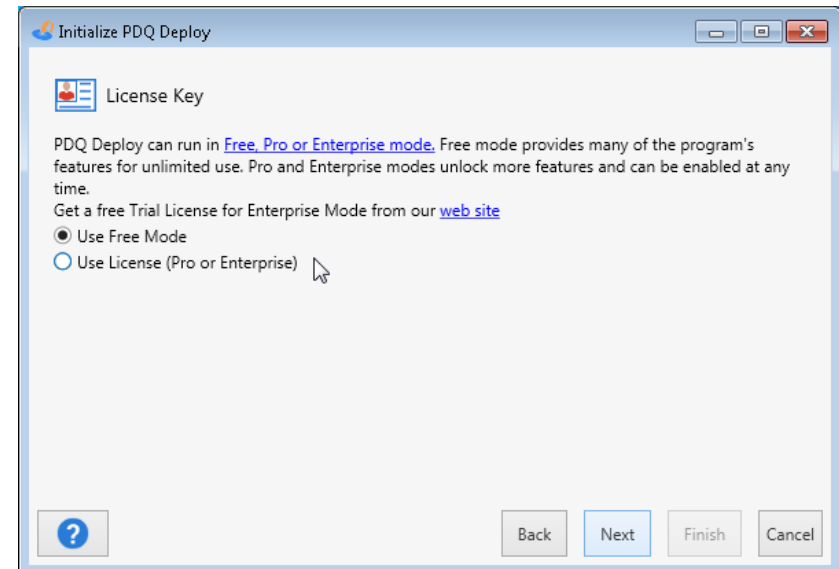 Initialize PDQ Deploy
License Key
PDQ Deploy can run in Free, Pro or Enterprise mode. Free mode provides many of the program's
features for unlimited use. Pro and Enterprise modes unlock more features and can be enabled at any
time.
Get a free Trial License for Enterprise Mode from our web site
Use Free Mode
Use License (Pro or Enterprise)
? Back Next Finish Cancel